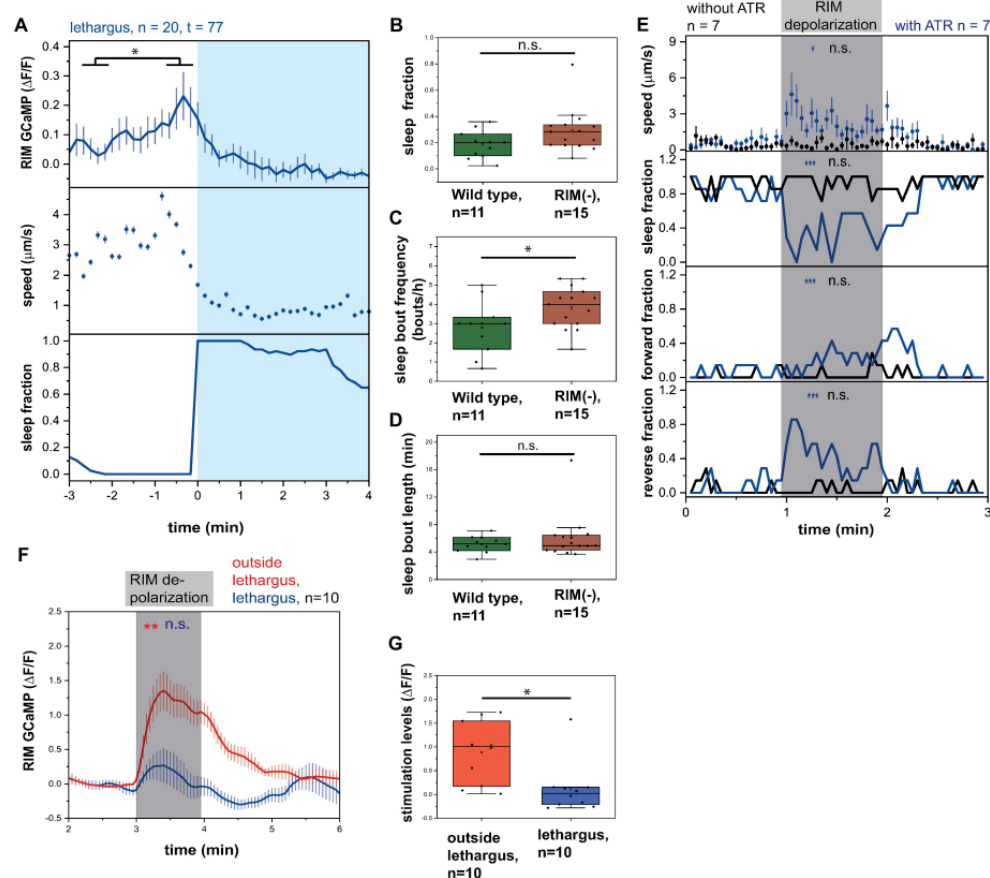 A
lethargus, n = 20, t = 77
*
RIM GCaMP (ΔF/F)
0.4
0.3
0.2
0.1
0.0
speed (μm/s)
4
3
2
1
sleep fraction
1.0
0.8
0.6
0.4
0.2
0.0
-3 -2 -1 0 1 2 3 4
time (min)
B
n.s.
sleep fraction
1.0
0.8
0.6
0.4
0.2
0.0
Wild type, n=11
RIM(-), n=15
C
*
sleep bout frequency
(bouts/h)
8
7
6
5
4
3
2
1
0
Wild type, n=11
RIM(-), n=15
D
n.s.
sleep bout length (min)
20
16
12
8
4
0
Wild type, n=11
RIM(-), n=15
E
without ATR
n = 7
RIM
depolarization
with ATR n = 7
* n.s.
speed (μm/s)
9
6
3
0
*** n.s.
sleep fraction
1.0
0.8
0.4
0.0
*** n.s.
forward fraction
1.2
0.8
0.4
0.0
*** n.s.
reverse fraction
1.2
0.8
0.4
0.0
0 1 2 3
time (min)
F
RIM de-
polarization
outside
lethargus,
lethargus, n=10
** n.s.
RIM GCaMP (ΔF/F)
2.5
2.0
1.5
1.0
0.5
0.0
-0.5
2 3 4 5 6
time (min)
G
*
stimulation levels (ΔF/F)
2.5
2.0
1.5
1.0
0.5
0.0
-0.5
outside
lethargus,
n=10
lethargus,
n=10